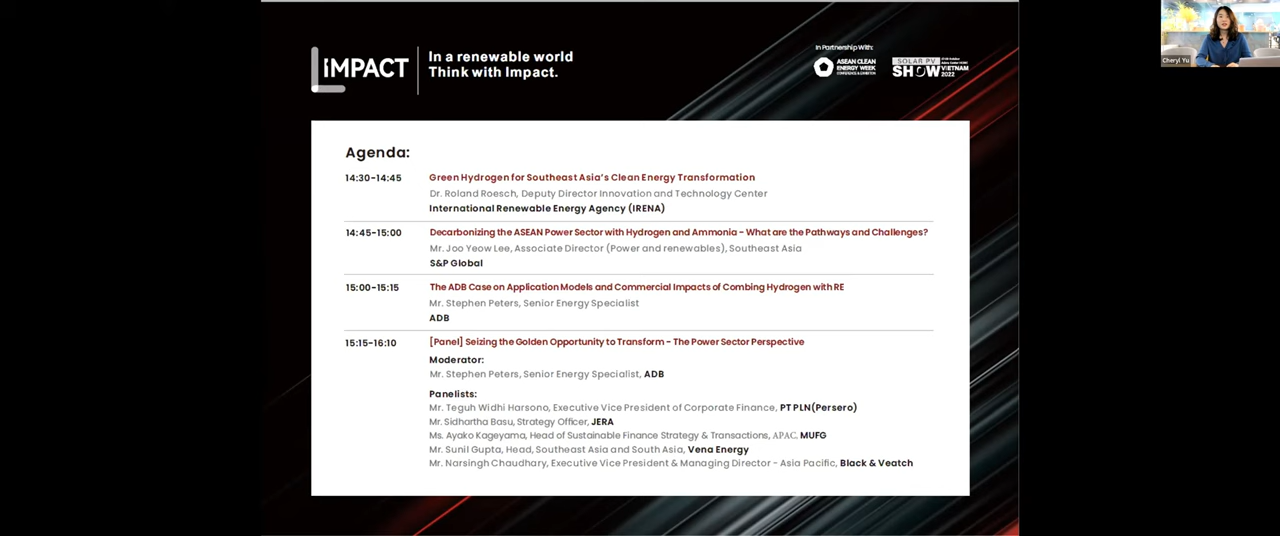 IMPACT
In a renewable world
Think with Impact.
In Partnership With:
ASEAN CLEAN
ENERGY WEEK
CONFERENCE & EXHIBITION
SOLAR PV
SHOW
VIETNAM
2022
Cheryl Yu
Agenda:
14:30-14:45
Green Hydrogen for Southeast Asia's Clean Energy Transformation
Dr. Roland Roesch, Deputy Director Innovation and Technology Center
International Renewable Energy Agency (IRENA)
14:45-15:00
Decarbonizing the ASEAN Power Sector with Hydrogen and Ammonia - What are the Pathways and Challenges?
Mr. Joo Yeow Lee, Associate Director (Power and renewables), Southeast Asia
S&P Global
15:00-15:15
The ADB Case on Application Models and Commercial Impacts of Combing Hydrogen with RE
Mr. Stephen Peters, Senior Energy Specialist
ADB
15:15-16:10
[Panel] Seizing the Golden Opportunity to Transform - The Power Sector Perspective
Moderator:
Mr. Stephen Peters, Senior Energy Specialist, ADB
Panelists:
Mr. Teguh Widhi Harsono, Executive Vice President of Corporate Finance, PT PLN(Persero)
Mr. Sidhartha Basu, Strategy Officer, JERA
Ms. Ayako Kageyama, Head of Sustainable Finance Strategy & Transactions, APAC, MUFG
Mr. Sunil Gupta, Head, Southeast Asia and South Asia, Vena Energy
Mr. Narsingh Chaudhary, Executive Vice President & Managing Director - Asia Pacific, Black & Veatch